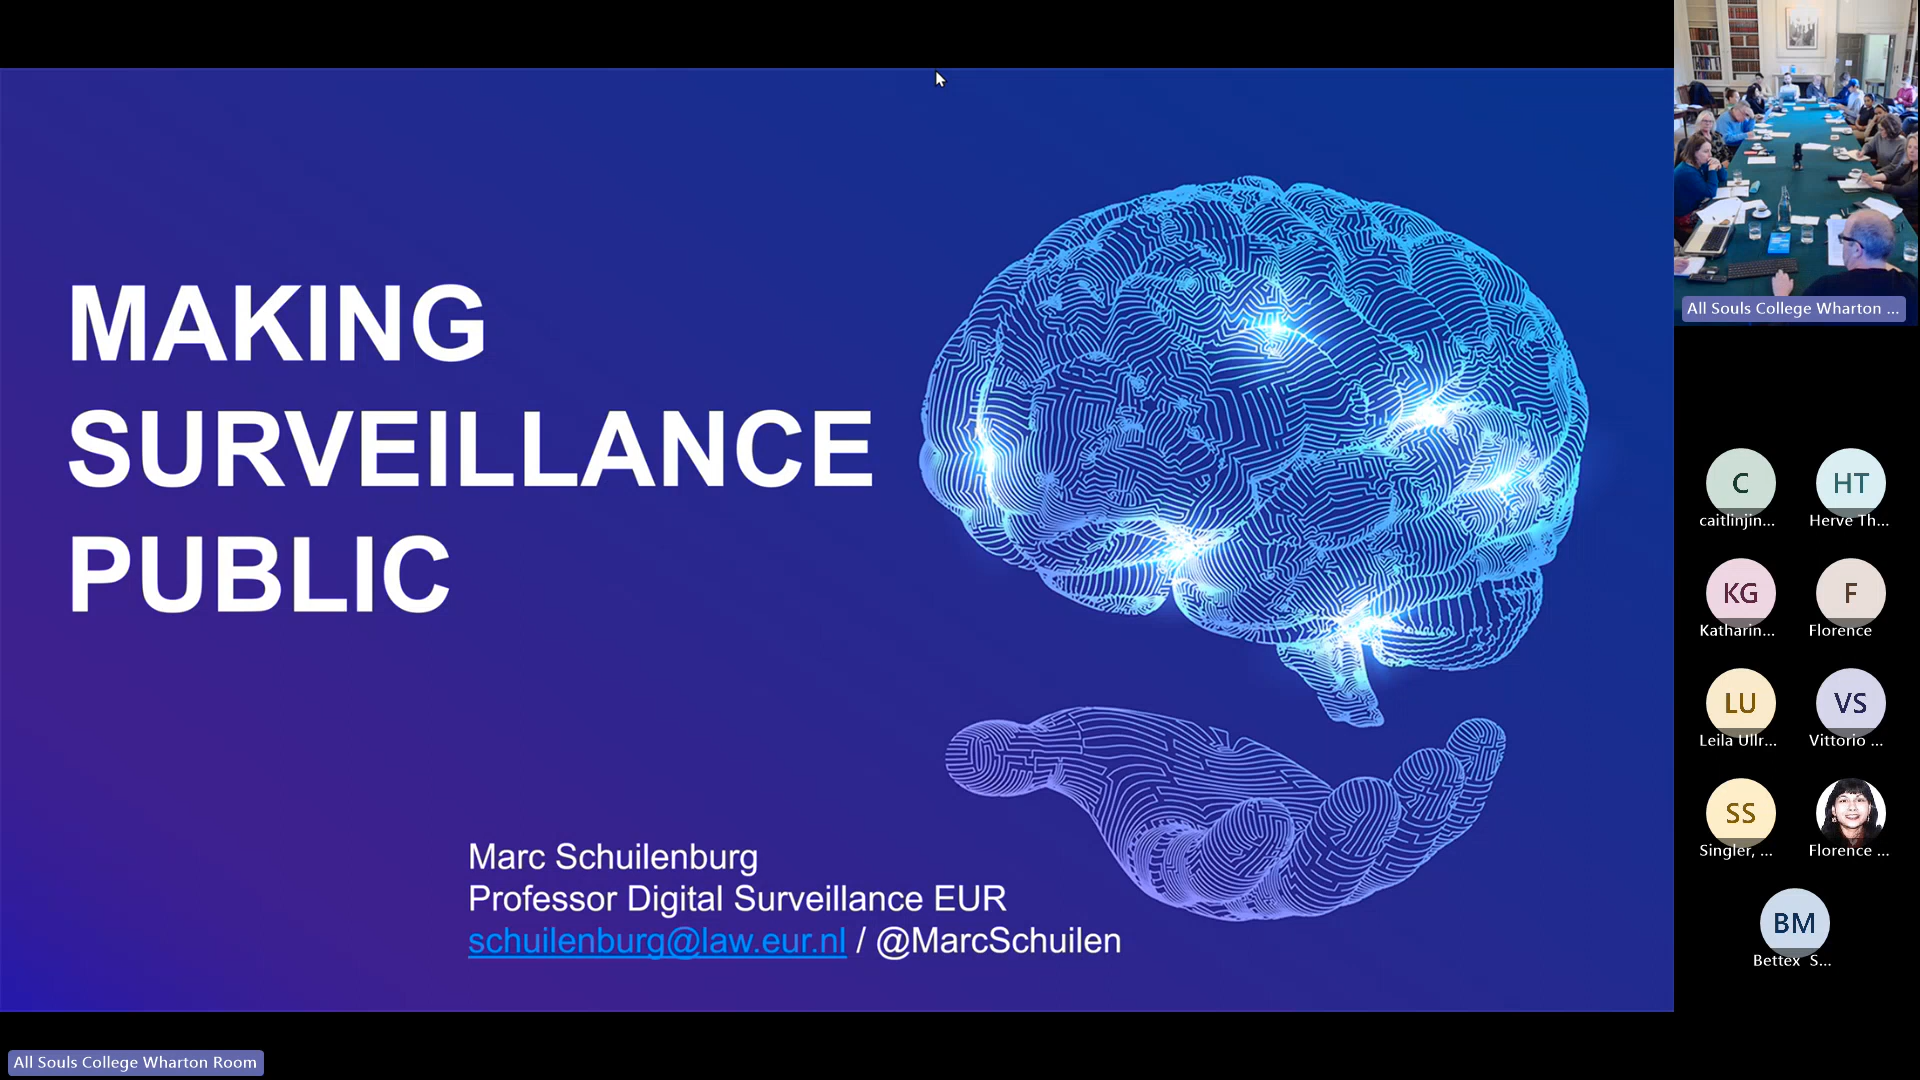 MAKING
SURVEILLANCE
PUBLIC
Marc Schuilenburg
Professor Digital Surveillance EUR
schuilenburg@law.eur.nl / @MarcSchuilen
All Souls College Wharton Room
All Souls College Wharton ...
C
caitlinjin...
HT
Herve Th...
KG
Katharin...
F
Florence
LU
Leila Ullr...
VS
Vittorio ...
SS
Singler, ...
Florence ...
BM
Bettex S...